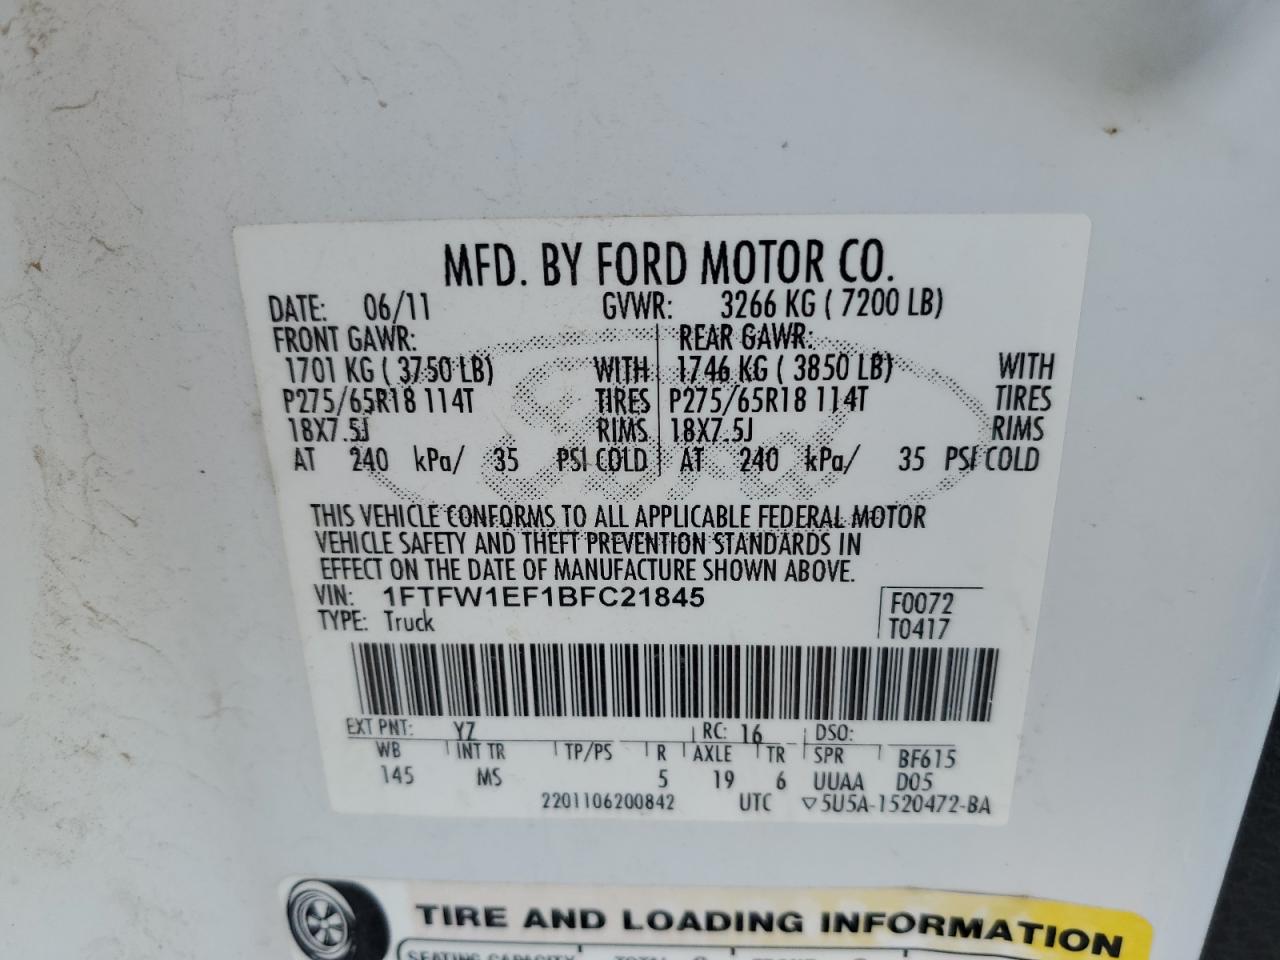 MFD. BY FORD MOTOR CO.
DATE: 06/11 GVWR: 3266 KG ( 7200 LB)
FRONT GAWR: REAR GAWR:
1701 KG ( 3750 LB) WITH 1746 KG ( 3850 LB) WITH
P275/65R18 114T TIRES P275/65R18 114T TIRES
18X7.5J RIMS 18X7.5J RIMS
AT 240 kPa/ 35 PSI COLD AT 240 kPa/ 35 PSI COLD
THIS VEHICLE CONFORMS TO ALL APPLICABLE FEDERAL MOTOR
VEHICLE SAFETY AND THEFT PREVENTION STANDARDS IN
EFFECT ON THE DATE OF MANUFACTURE SHOWN ABOVE.
VIN: 1FTFW1EF1BFC21845 F0072
TYPE: Truck T0417
EXT PNT: YZ RC: 16 DSO:
WB INT TR TP/PS R AXLE TR SPR BF615
145 MS 5 19 6 UUAA D05
2201106200842 UTC ▽5U5A-1520472-BA
TIRE AND LOADING INFORMATION
SEATING CAPACITY TOTAL